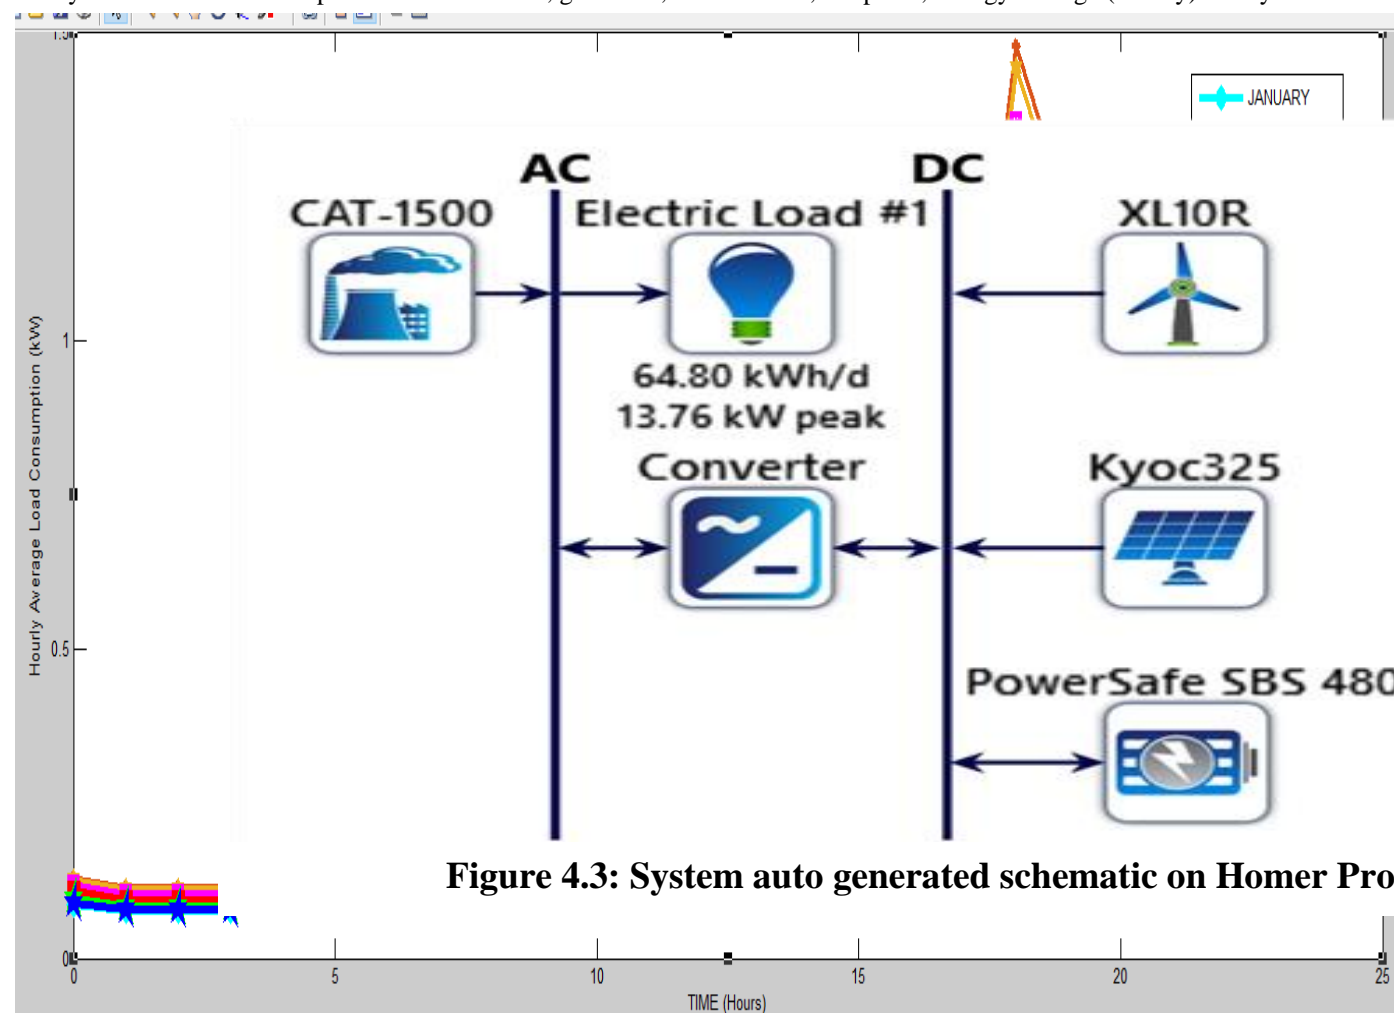 1.5
JANUARY
AC
DC
CAT-1500
Electric Load #1
XL10R
64.80 kWh/d
13.76 kW peak
Converter
Kyoc325
PowerSafe SBS 480
Hourly Average Load Consumption (kW)
1
0.5
0
Figure 4.3: System auto generated schematic on Homer Pro
0
5
10
15
20
25
TIME (Hours)